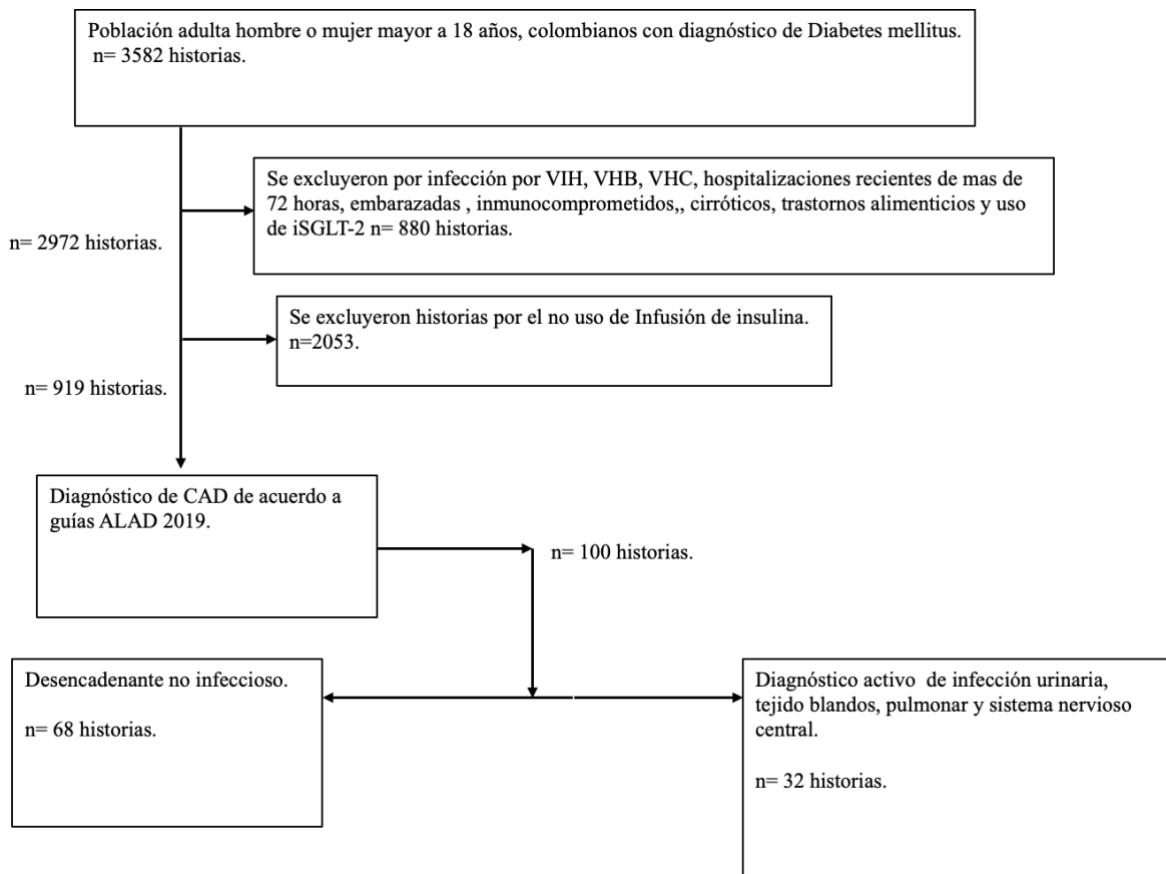 Población adulta hombre o mujer mayor a 18 años, colombianos con diagnóstico de Diabetes mellitus.
n= 3582 historias.
Se excluyeron por infección por VIH, VHB, VHC, hospitalizaciones recientes de mas de
72 horas, embarazadas , inmunocomprometidos,, cirróticos, trastornos alimenticios y uso
de iSGLT-2 n= 880 historias.
n= 2972 historias.
Se excluyeron historias por el no uso de Infusión de insulina.
n=2053.
n= 919 historias.
Diagnóstico de CAD de acuerdo a
guías ALAD 2019.
n= 100 historias.
Desencadenante no infeccioso.
n= 68 historias.
Diagnóstico activo de infección urinaria,
tejido blandos, pulmonar y sistema nervioso
central.
n= 32 historias.